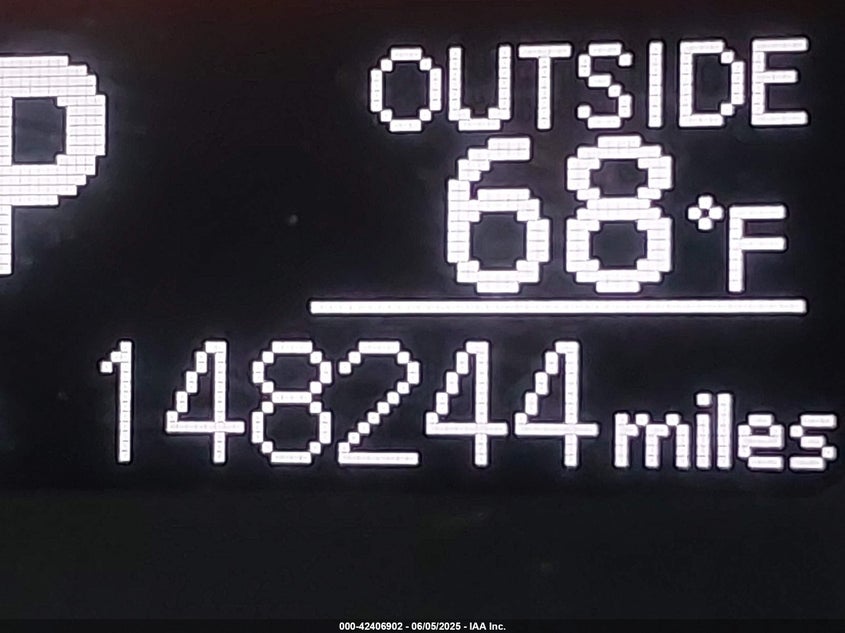 P
OUTSIDE
68°F
148244 miles
000-42406902 - 06/05/2025 - IAA Inc.